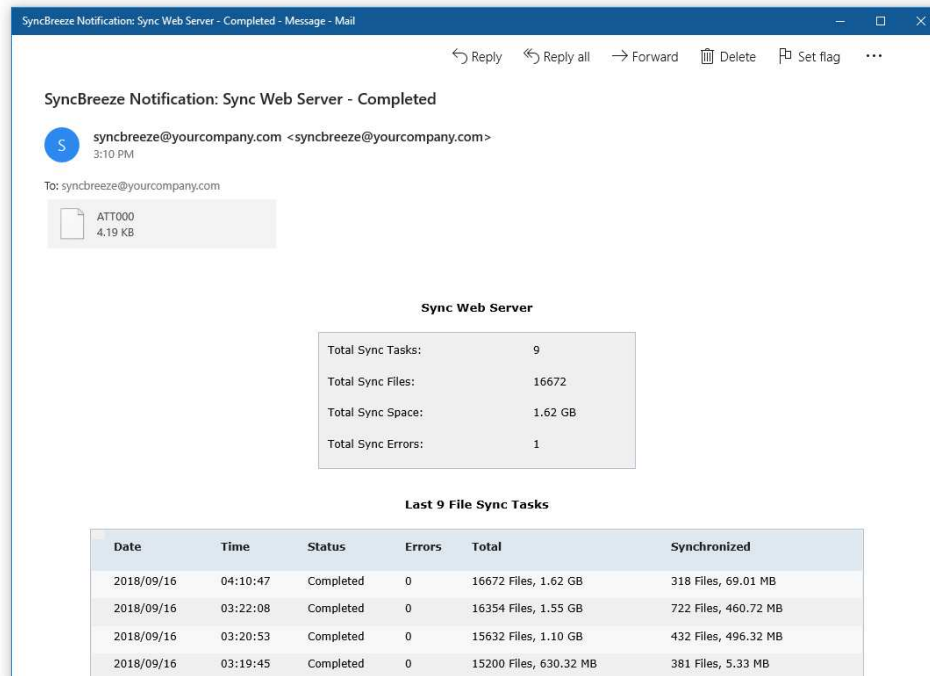 SyncBreeze Notification: Sync Web Server - Completed - Message - Mail
Reply Reply all Forward Delete Set flag ...
SyncBreeze Notification: Sync Web Server - Completed
S
syncbreeze@yourcompany.com <syncbreeze@yourcompany.com>
3:10 PM
To: syncbreeze@yourcompany.com
ATT000
4.19 KB
Sync Web Server
Total Sync Tasks: 9
Total Sync Files: 16672
Total Sync Space: 1.62 GB
Total Sync Errors: 1
Last 9 File Sync Tasks
Date Time Status Errors Total Synchronized
2018/09/16 04:10:47 Completed 0 16672 Files, 1.62 GB 318 Files, 69.01 MB
2018/09/16 03:22:08 Completed 0 16354 Files, 1.55 GB 722 Files, 460.72 MB
2018/09/16 03:20:53 Completed 0 15632 Files, 1.10 GB 432 Files, 496.32 MB
2018/09/16 03:19:45 Completed 0 15200 Files, 630.32 MB 381 Files, 5.33 MB